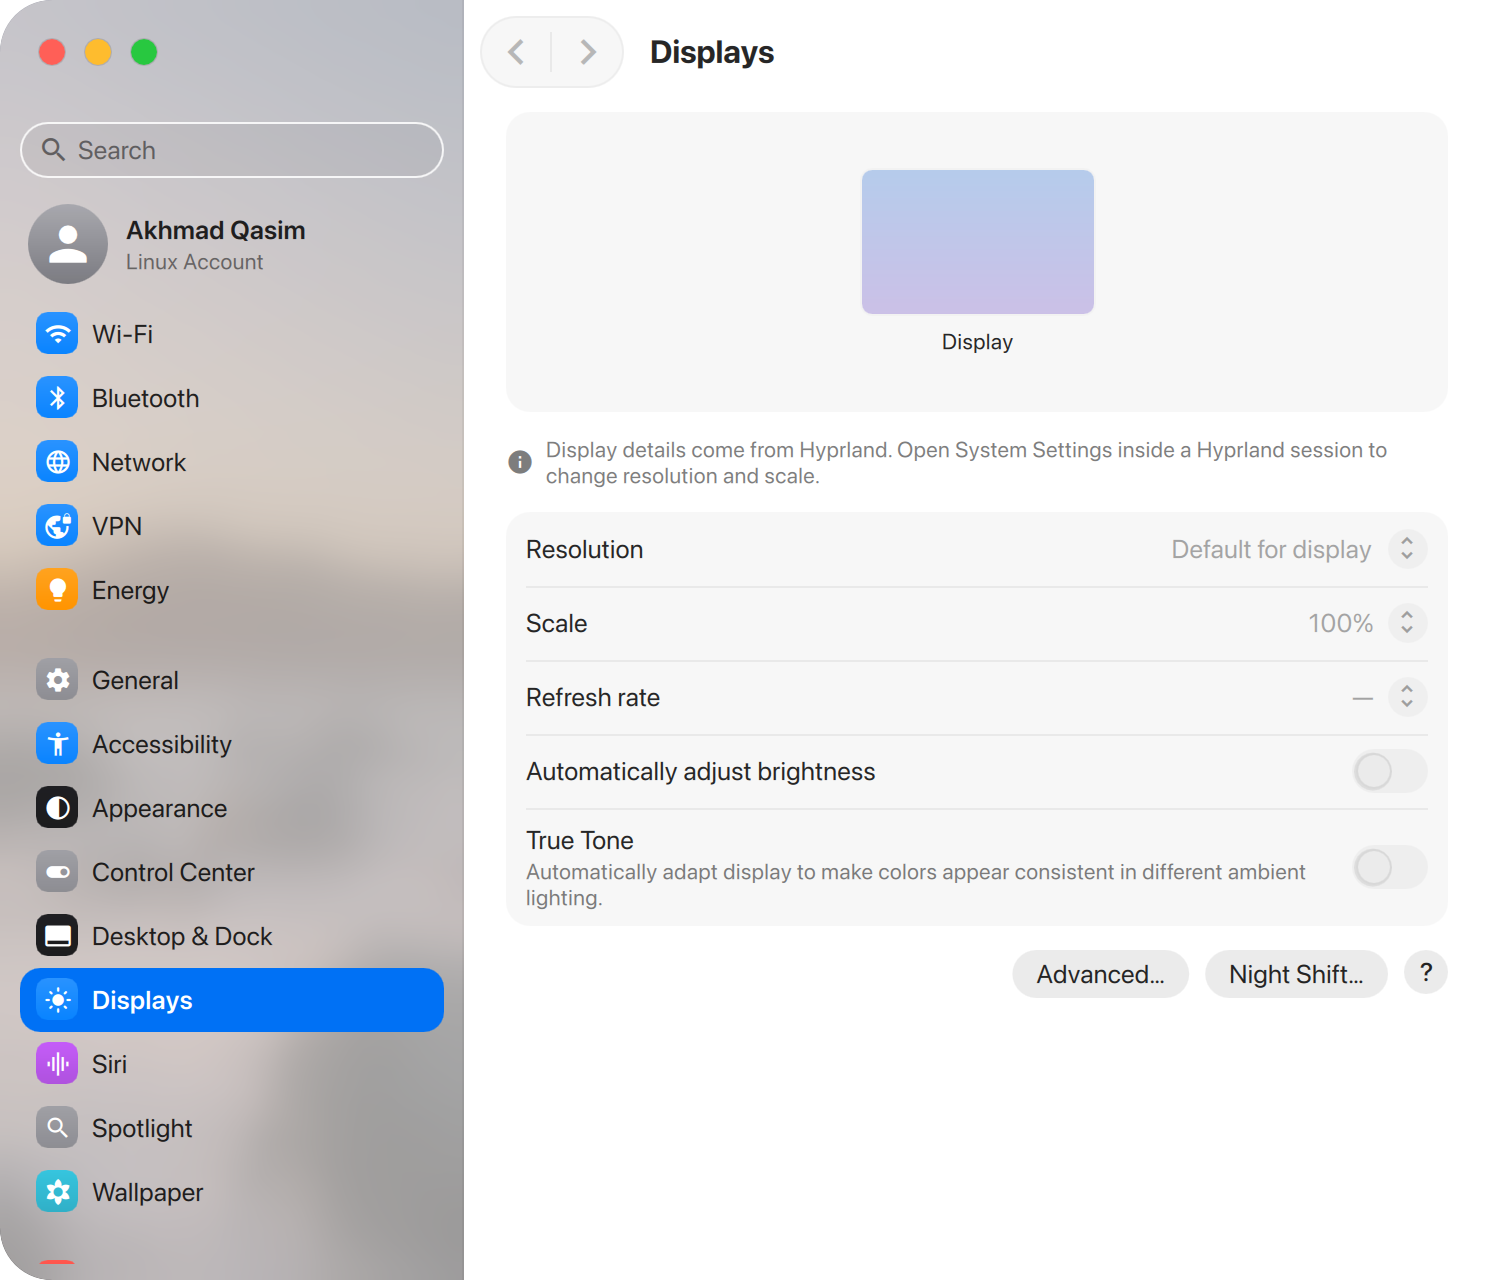 Displays
Search
Akhmad Qasim
Linux Account
Wi-Fi
Bluetooth
Network
VPN
Energy
General
Accessibility
Appearance
Control Center
Desktop & Dock
Displays
Siri
Spotlight
Wallpaper
Display
Display details come from Hyprland. Open System Settings inside a Hyprland session to
change resolution and scale.
Resolution Default for display
Scale 100%
Refresh rate —
Automatically adjust brightness
True Tone
Automatically adapt display to make colors appear consistent in different ambient
lighting.
Advanced... Night Shift... ?